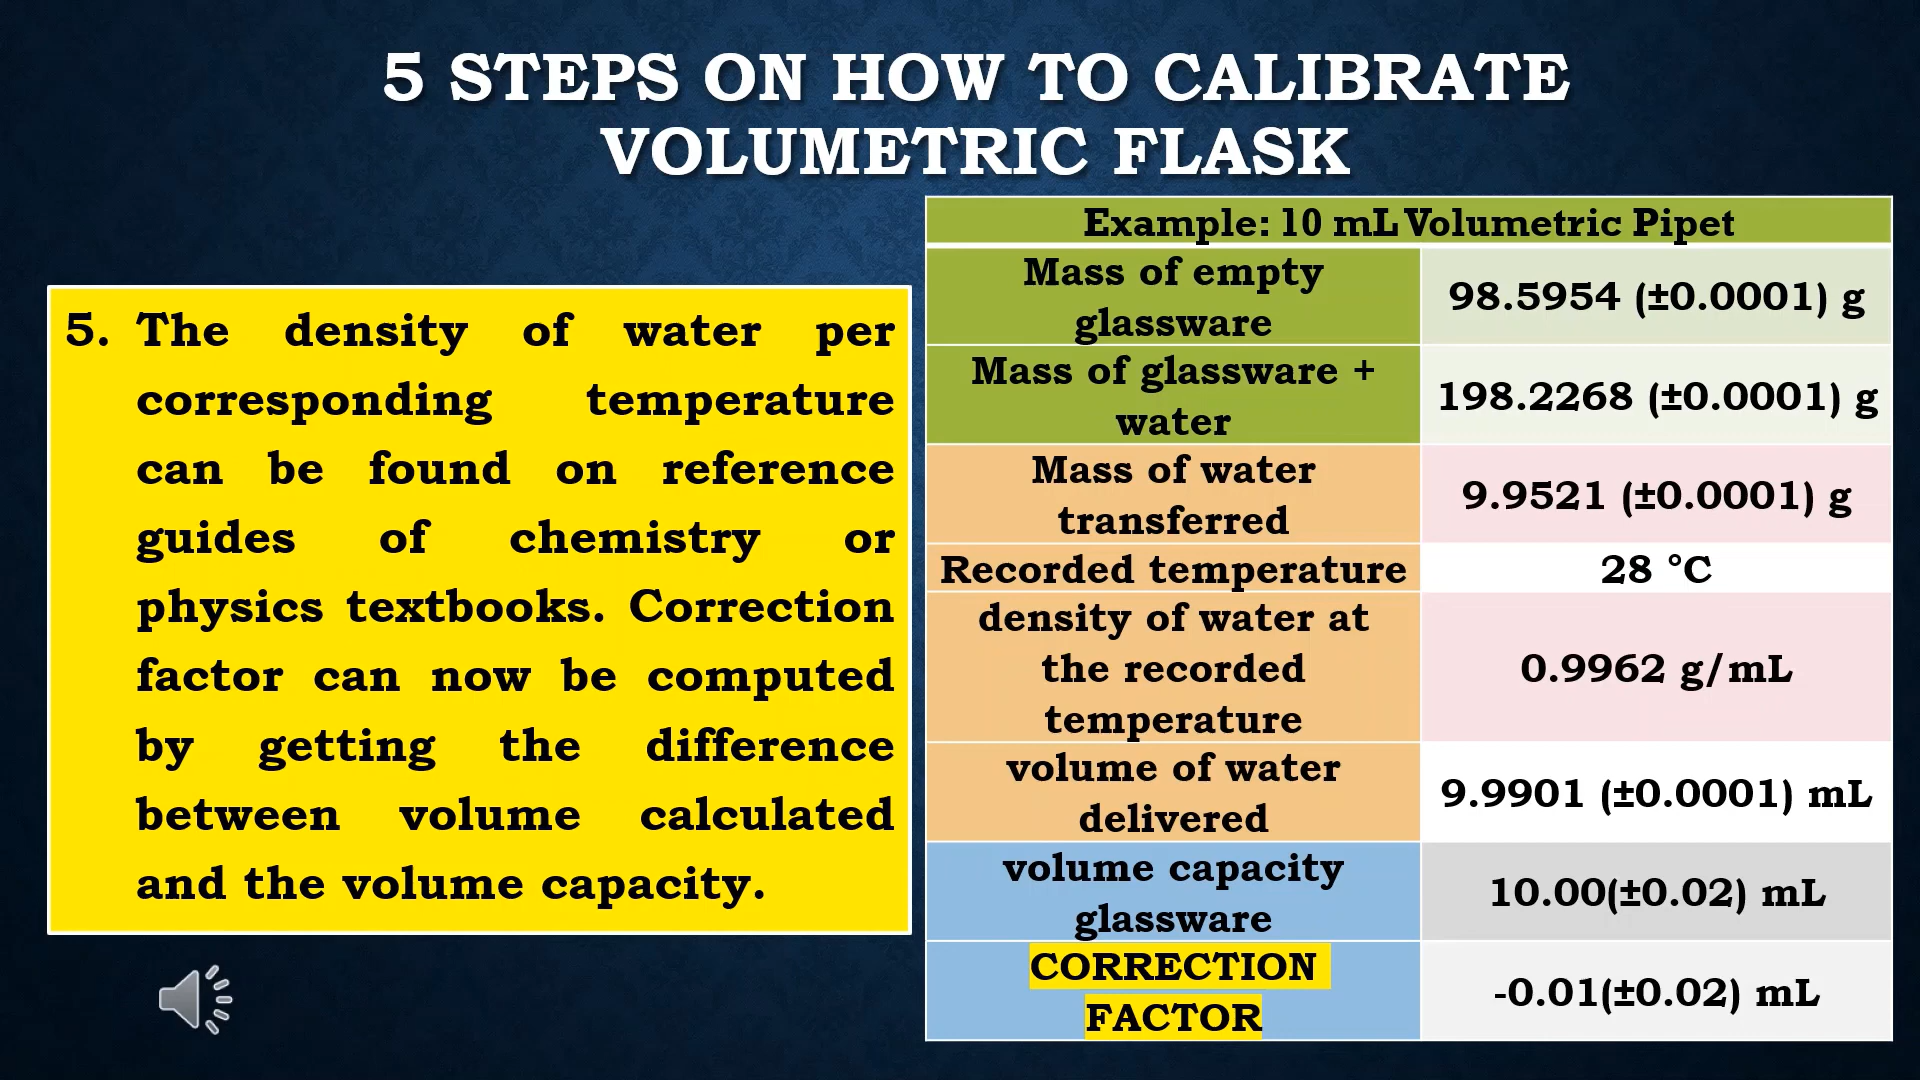 5 STEPS ON HOW TO CALIBRATE
VOLUMETRIC FLASK
5. The density of water per
corresponding temperature
can be found on reference
guides of chemistry or
physics textbooks. Correction
factor can now be computed
by getting the difference
between volume calculated
and the volume capacity.
Example: 10 mL Volumetric Pipet
Mass of empty
glassware
98.5954 (±0.0001) g
Mass of glassware +
water
198.2268 (±0.0001) g
Mass of water
transferred
9.9521 (±0.0001) g
Recorded temperature
28 °C
density of water at
the recorded
temperature
0.9962 g/mL
volume of water
delivered
9.9901 (±0.0001) mL
volume capacity
glassware
10.00(±0.02) mL
CORRECTION
FACTOR
-0.01(±0.02) mL